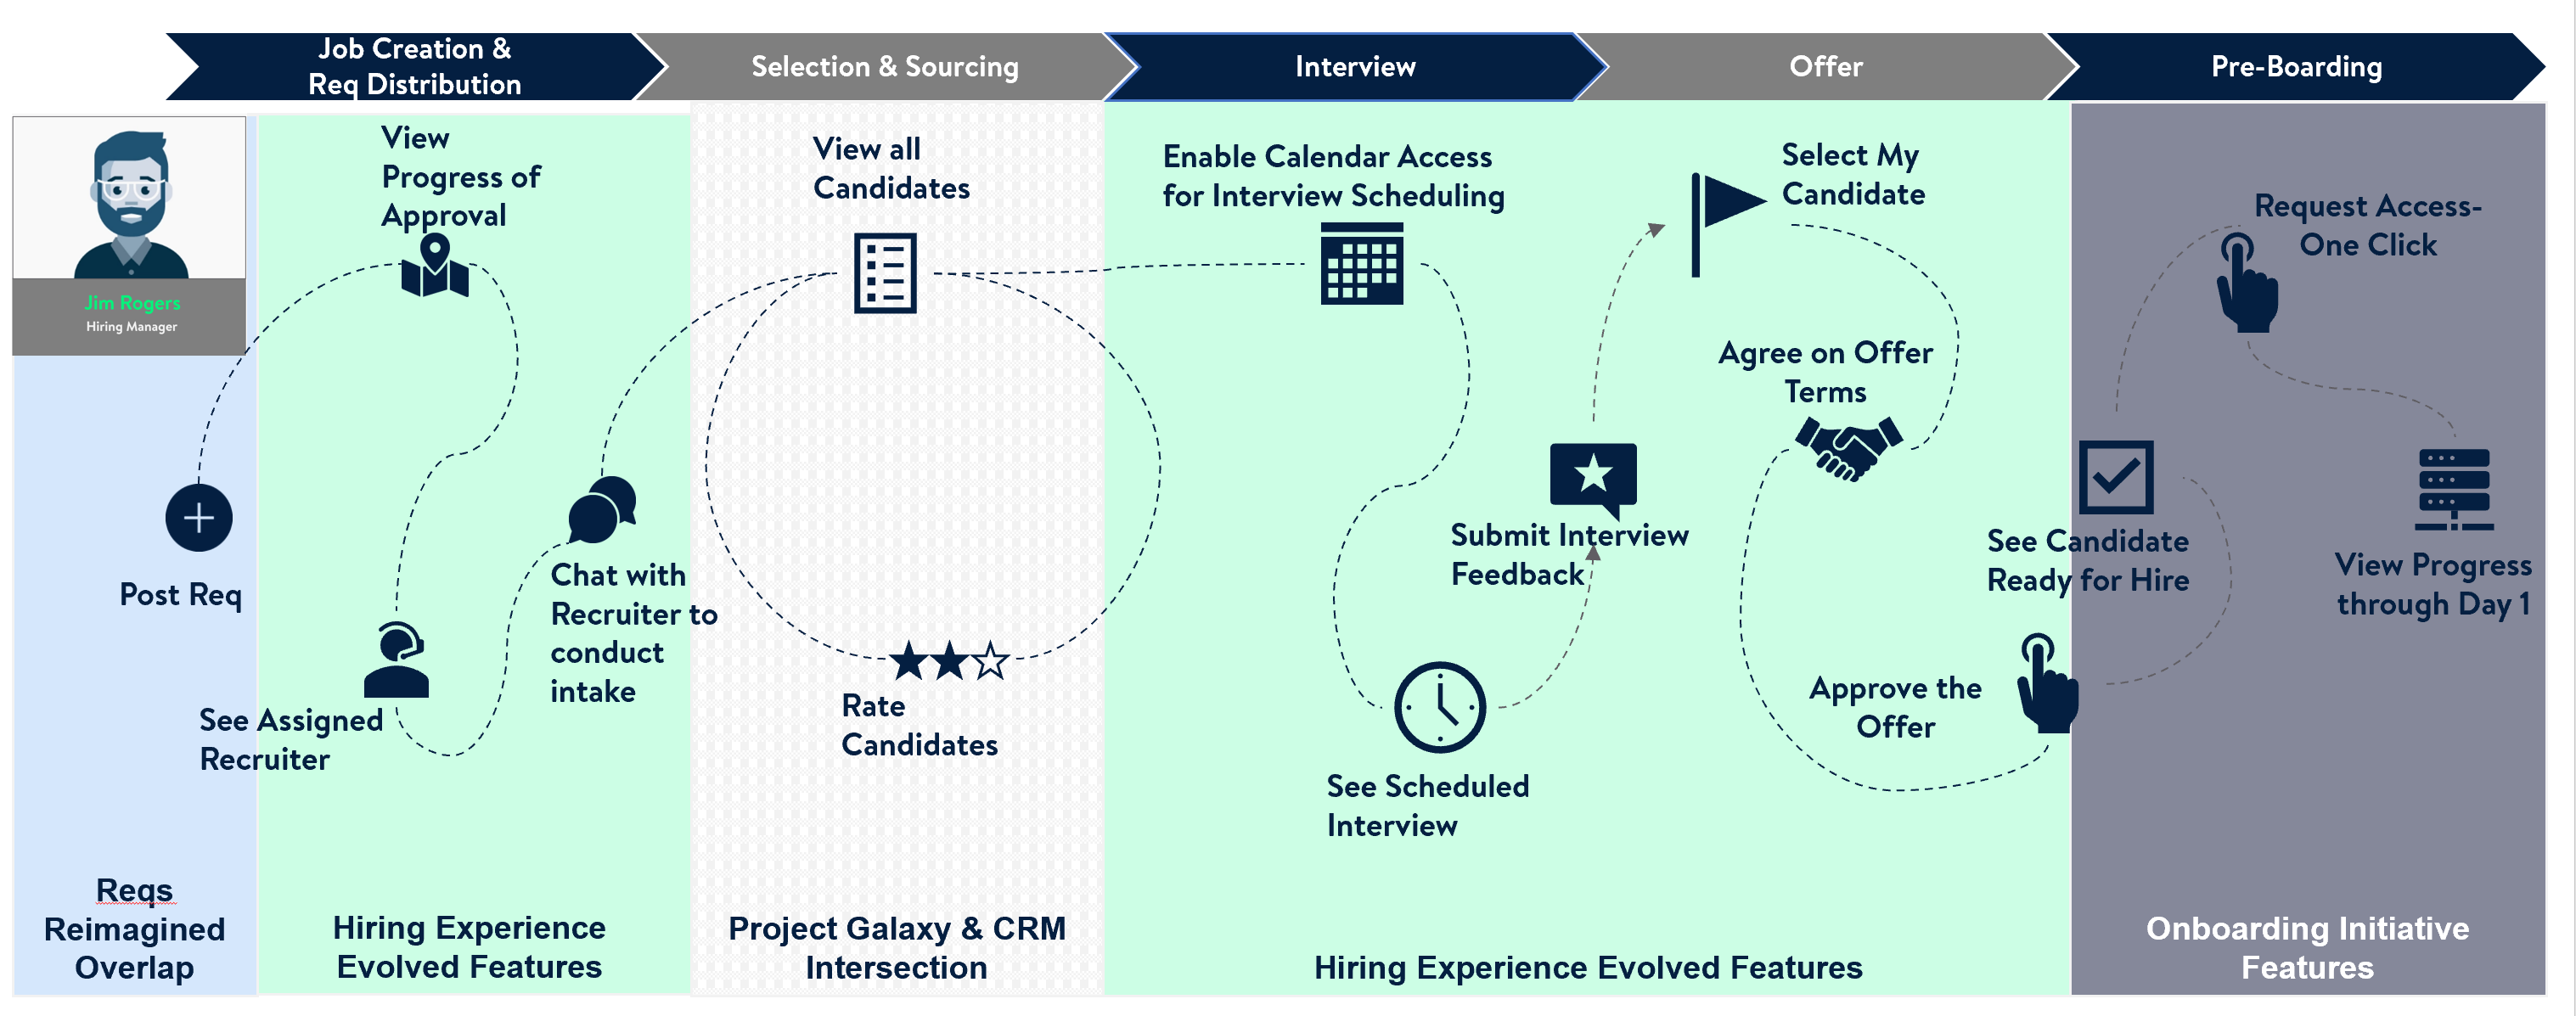 Job Creation &
Req Distribution
Selection & Sourcing
Interview
Offer
Pre-Boarding
Jim Rogers
Hiring Manager
Post Req
View
Progress of
Approval
See Assigned
Recruiter
Chat with
Recruiter to
conduct
intake
View all
Candidates
Rate
Candidates
Enable Calendar Access
for Interview Scheduling
See Scheduled
Interview
Submit Interview
Feedback
Select My
Candidate
Agree on Offer
Terms
Approve the
Offer
See Candidate
Ready for Hire
Request Access-
One Click
View Progress
through Day 1
Reqs
Reimagined
Overlap
Hiring Experience
Evolved Features
Project Galaxy & CRM
Intersection
Hiring Experience Evolved Features
Onboarding Initiative
Features